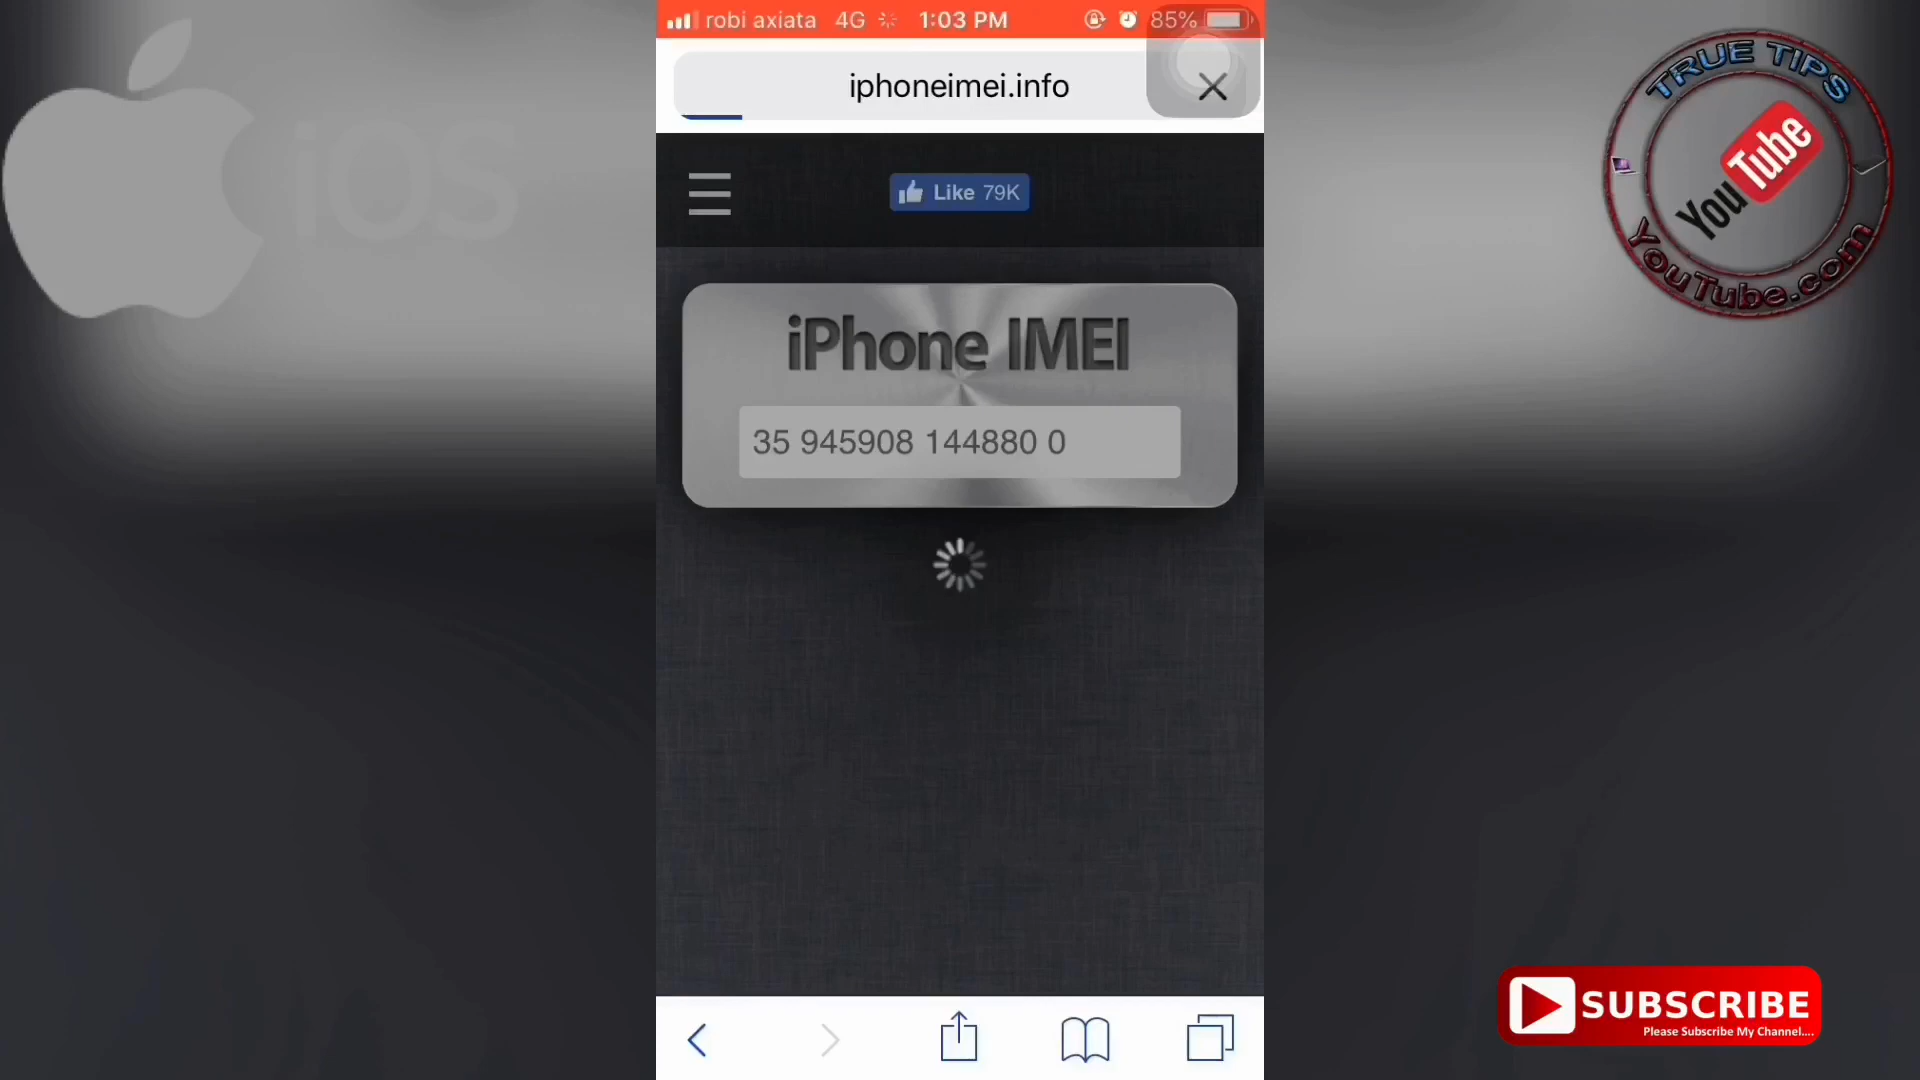 robi axiata 4G 1:03 PM 85%
iphoneimei.info
Like 79K
iPhone IMEI
35 945908 144880 0
iOS
TRUE TIPS
YouTube
YouTube.com
SUBSCRIBE
Please Subscribe My Channel....